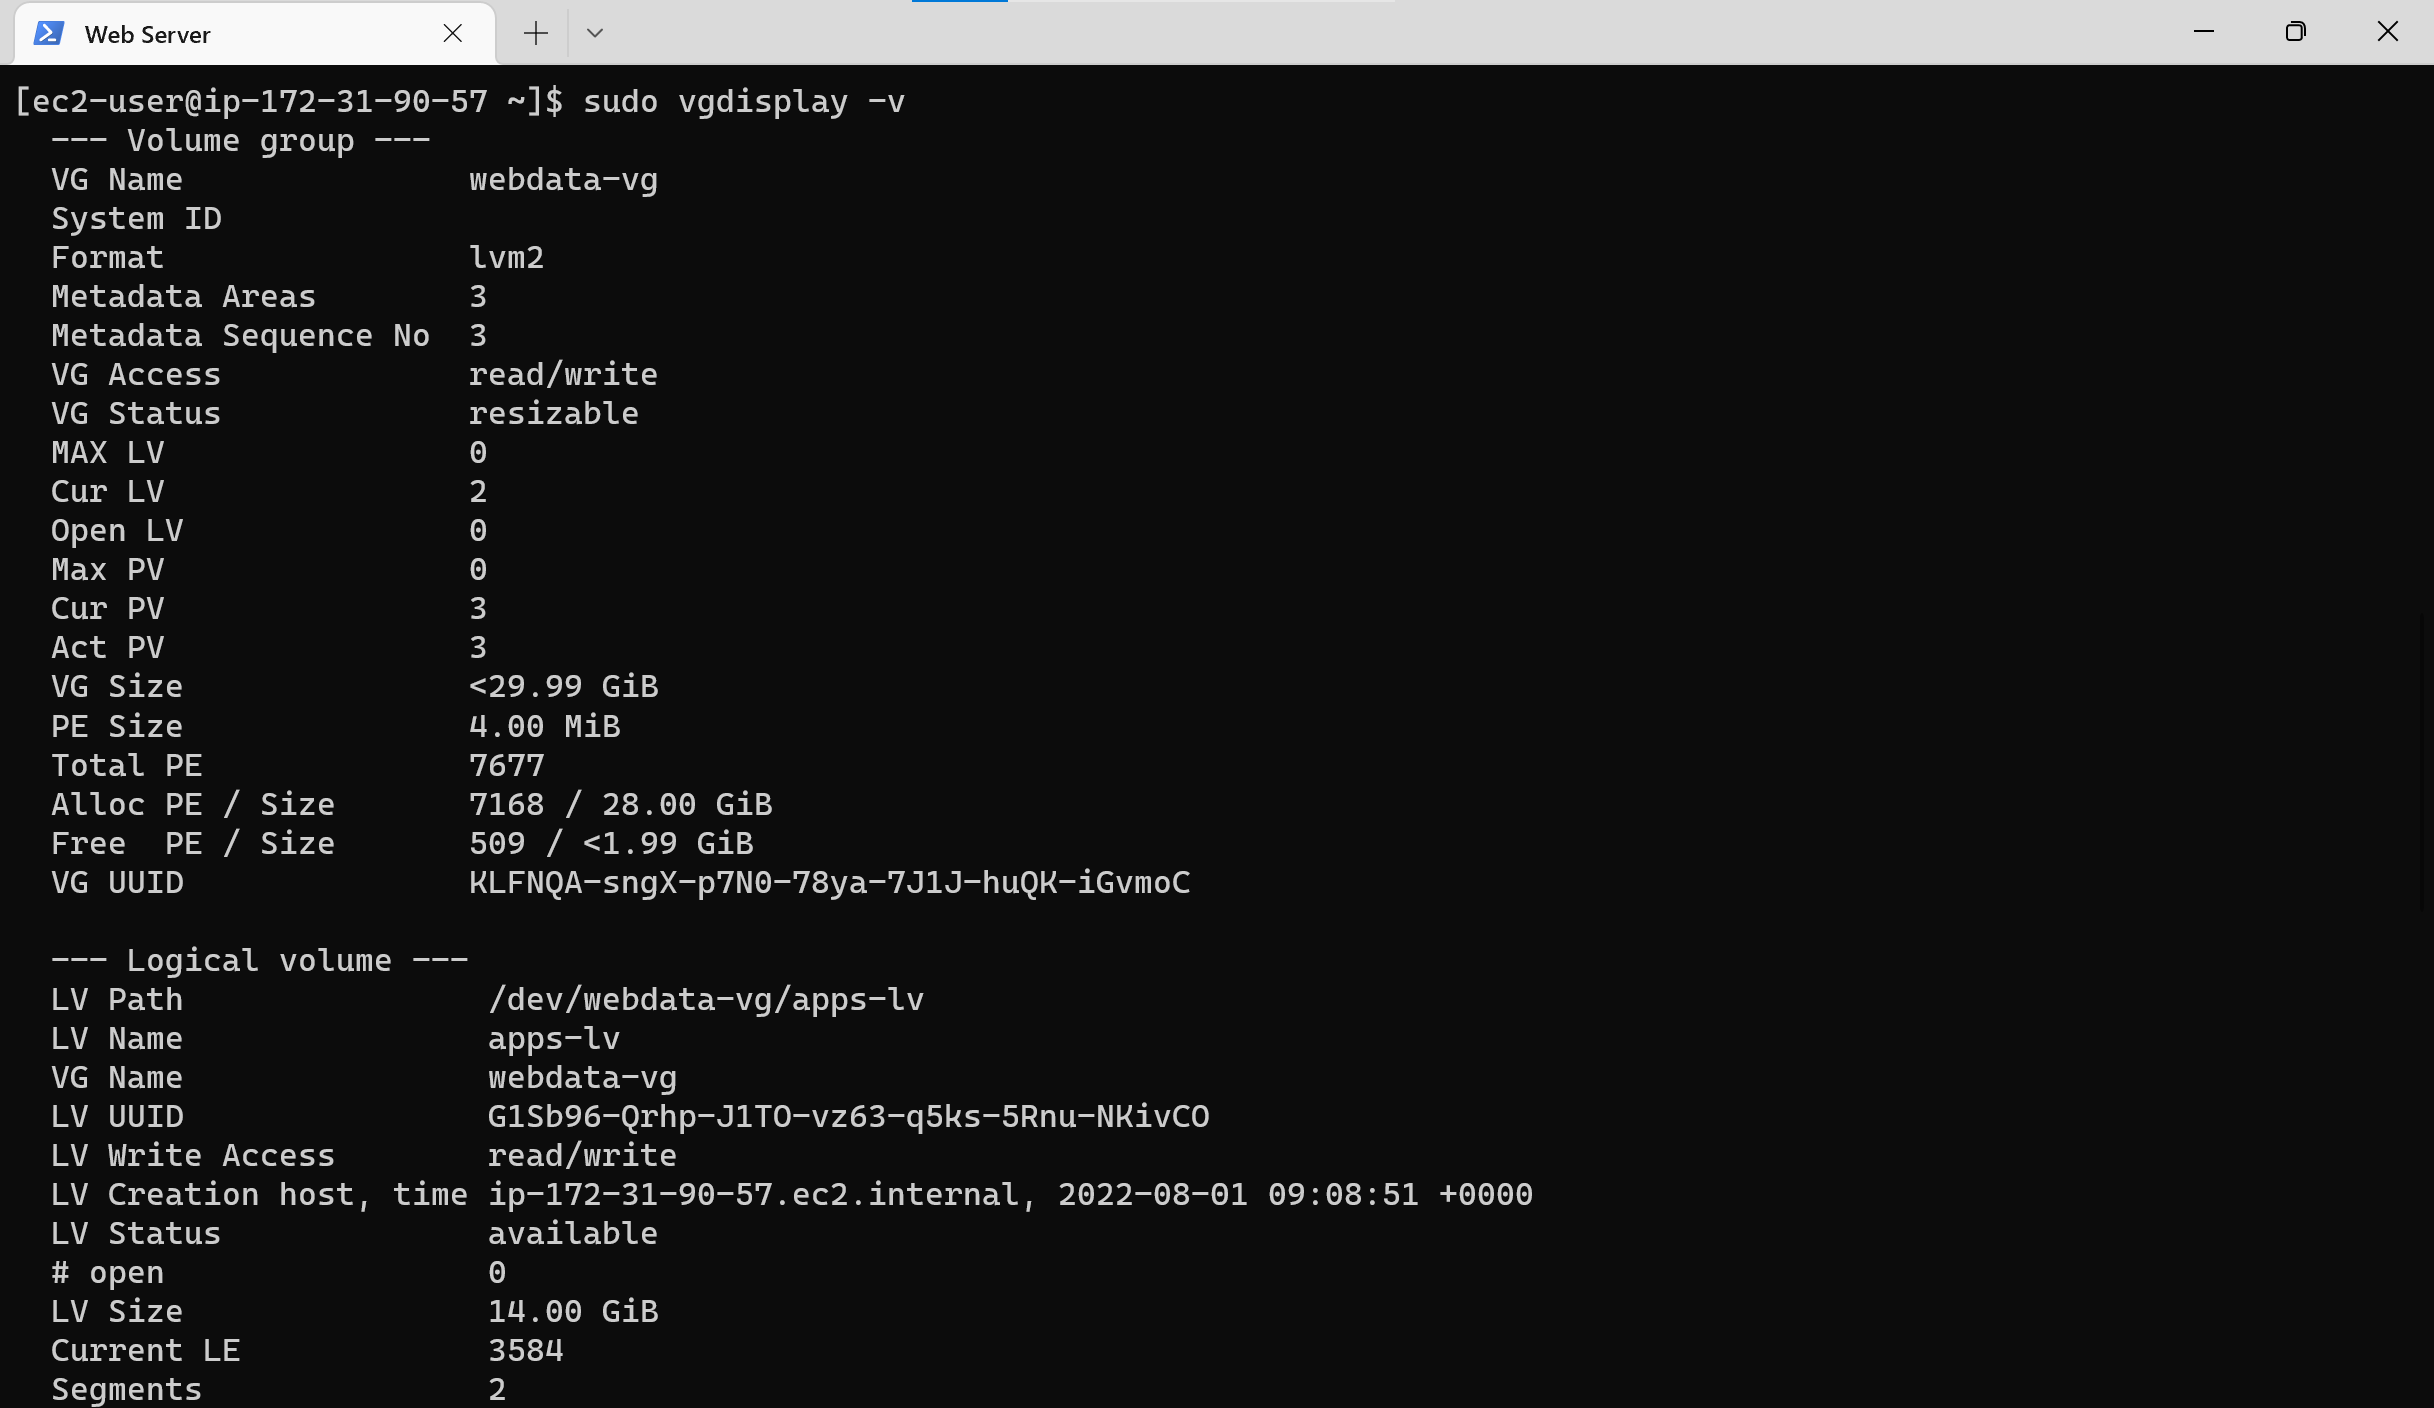 Web Server
[ec2-user@ip-172-31-90-57 ~]$ sudo vgdisplay -v
--- Volume group ---
VG Name webdata-vg
System ID
Format lvm2
Metadata Areas 3
Metadata Sequence No 3
VG Access read/write
VG Status resizable
MAX LV 0
Cur LV 2
Open LV 0
Max PV 0
Cur PV 3
Act PV 3
VG Size <29.99 GiB
PE Size 4.00 MiB
Total PE 7677
Alloc PE / Size 7168 / 28.00 GiB
Free  PE / Size 509 / <1.99 GiB
VG UUID KLFNQA-sngX-p7N0-78ya-7J1J-huQK-iGvmoC
--- Logical volume ---
LV Path /dev/webdata-vg/apps-lv
LV Name apps-lv
VG Name webdata-vg
LV UUID G1Sb96-Qrhp-J1TO-vz63-q5ks-5Rnu-NKivCO
LV Write Access read/write
LV Creation host, time ip-172-31-90-57.ec2.internal, 2022-08-01 09:08:51 +0000
LV Status available
# open 0
LV Size 14.00 GiB
Current LE 3584
Segments 2